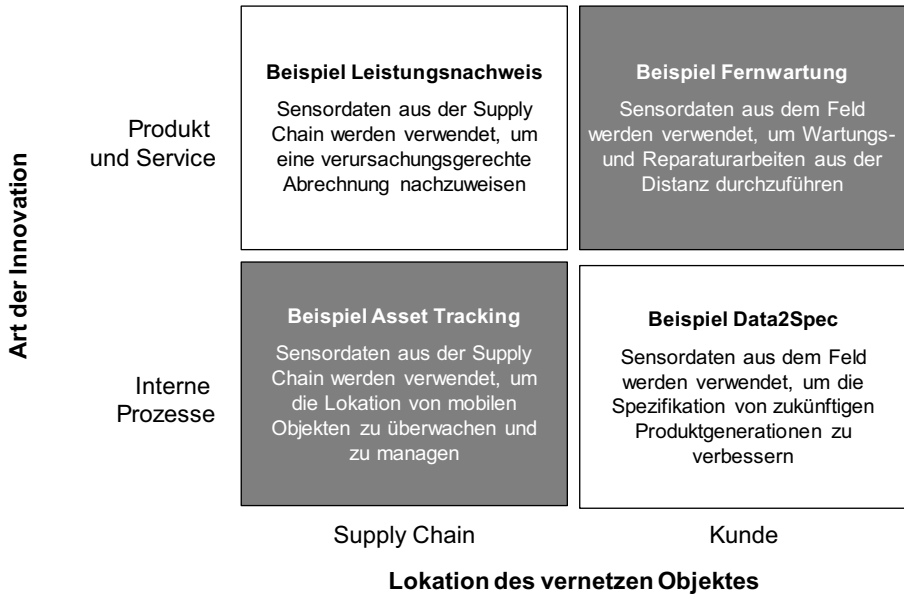 Art der Innovation
Produkt
und Service
Beispiel Leistungsnachweis
Sensordaten aus der Supply
Chain werden verwendet, um
eine verursachungsgerechte
Abrechnung nachzuweisen
Beispiel Fernwartung
Sensordaten aus dem Feld
werden verwendet, um Wartungs-
und Reparaturarbeiten aus der
Distanz durchzuführen
Interne
Prozesse
Beispiel Asset Tracking
Sensordaten aus der Supply
Chain werden verwendet, um
die Lokation von mobilen
Objekten zu überwachen und
zu managen
Beispiel Data2Spec
Sensordaten aus dem Feld
werden verwendet, um die
Spezifikation von zukünftigen
Produktgenerationen zu
verbessern
Supply Chain
Kunde
Lokation des vernetzen Objektes